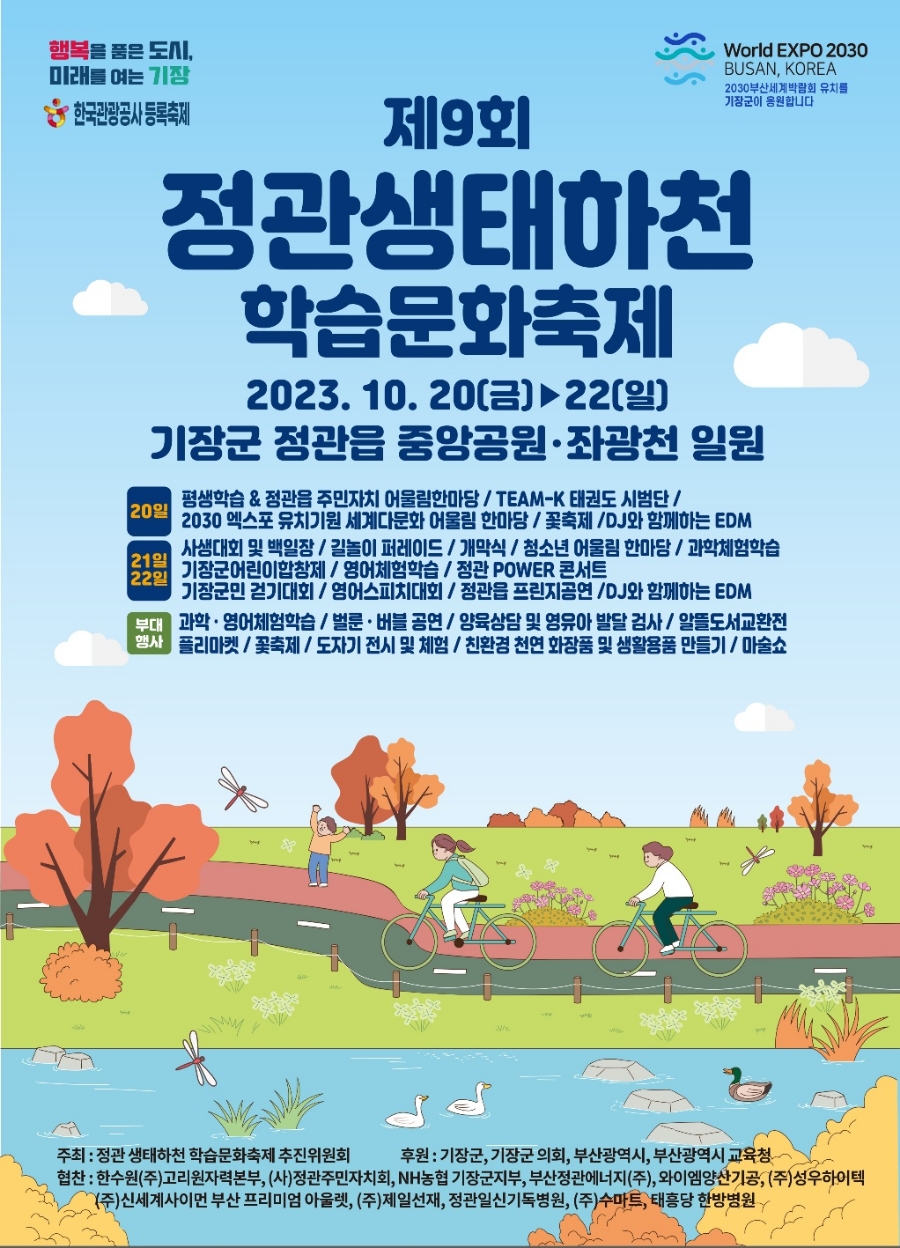 행복을 품은 도시,
미래를 여는 기장
한국관광공사 등록축제
World EXPO 2030
BUSAN, KOREA
2030부산세계박람회 유치를
기장군이 응원합니다
제9회
정관생태하천
학습문화축제
2023. 10. 20(금)▶22(일)
기장군 정관읍 중앙공원·좌광천 일원
20일
평생학습 & 정관읍 주민자치 어울림한마당 / TEAM-K 태권도 시범단 /
2030 엑스포 유치기원 세계다문화 어울림 한마당 / 꽃축제 /DJ와 함께하는 EDM
21일
22일
사생대회 및 백일장 / 길놀이 퍼레이드 / 개막식 / 청소년 어울림 한마당 / 과학체험학습
기장군어린이합창제 / 영어체험학습 / 정관 POWER 콘서트
기장군민 걷기대회 / 영어스피치대회 / 정관읍 프린지공연 /DJ와 함께하는 EDM
부대
행사
과학·영어체험학습 / 벌룬·버블 공연 / 양육상담 및 영유아 발달 검사 / 알뜰도서교환전
플리마켓 / 꽃축제 / 도자기 전시 및 체험 / 친환경 천연 화장품 및 생활용품 만들기 / 마술쇼
주최 : 정관 생태하천 학습문화축제 추진위원회 후원 : 기장군, 기장군 의회, 부산광역시, 부산광역시 교육청
협찬 : 한수원(주)고리원자력본부, (사)정관주민자치회, NH농협 기장군지부, 부산정관에너지(주), 와이엠양산기공, (주)성우하이텍
(주)신세계사이먼 부산 프리미엄 아울렛, (주)제일선재, 정관일신기독병원, (주)수마트, 태흥당 한방병원